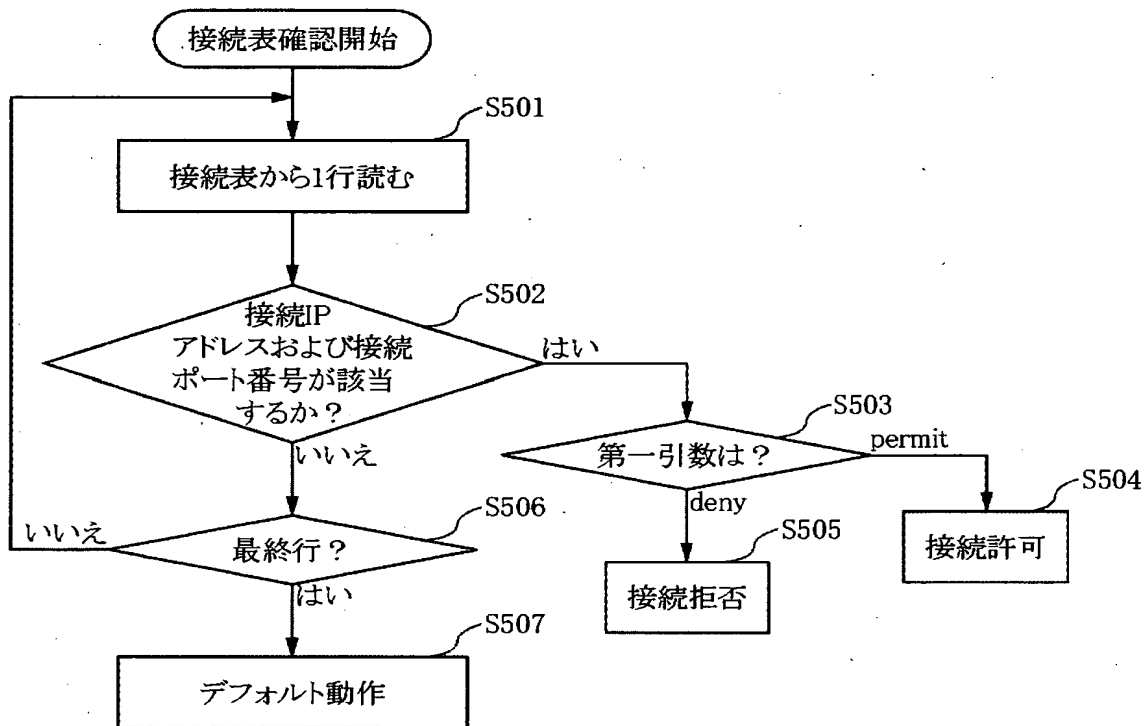 接続表確認開始
S501
接続表から1行読む
S502
接続IP
アドレスおよび接続
ポート番号が該当
するか？
はい
いいえ
S503
第一引数は？
permit
deny
S504
接続許可
S505
接続拒否
S506
最終行？
いいえ
はい
S507
デフォルト動作